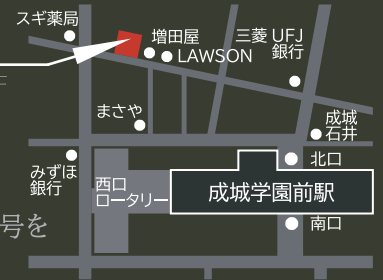 スギ薬局
増田屋
LAWSON
三菱 UFJ
銀行
まさや
成城
石井
みずほ
銀行
西口
ロータリー
北口
成城学園前駅
号を
南口